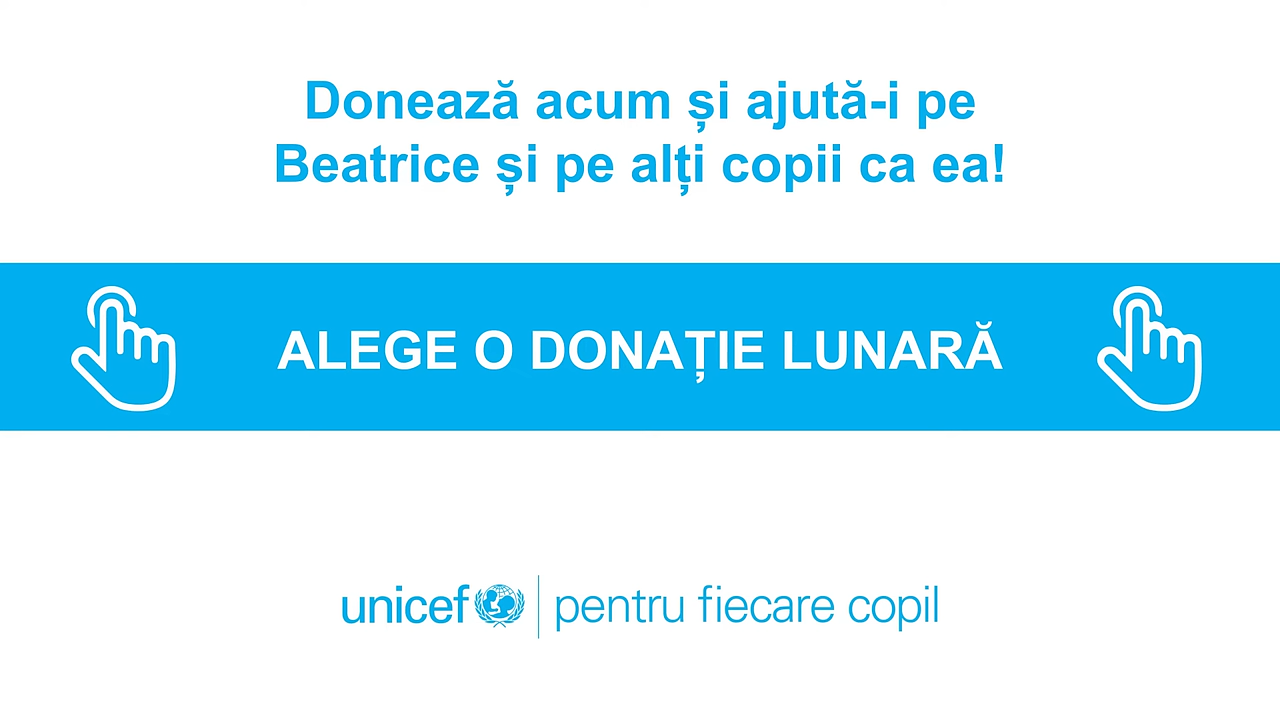 Donează acum și ajută-i pe
Beatrice și pe alți copii ca ea!
ALEGE O DONAȚIE LUNARĂ
unicef pentru fiecare copil